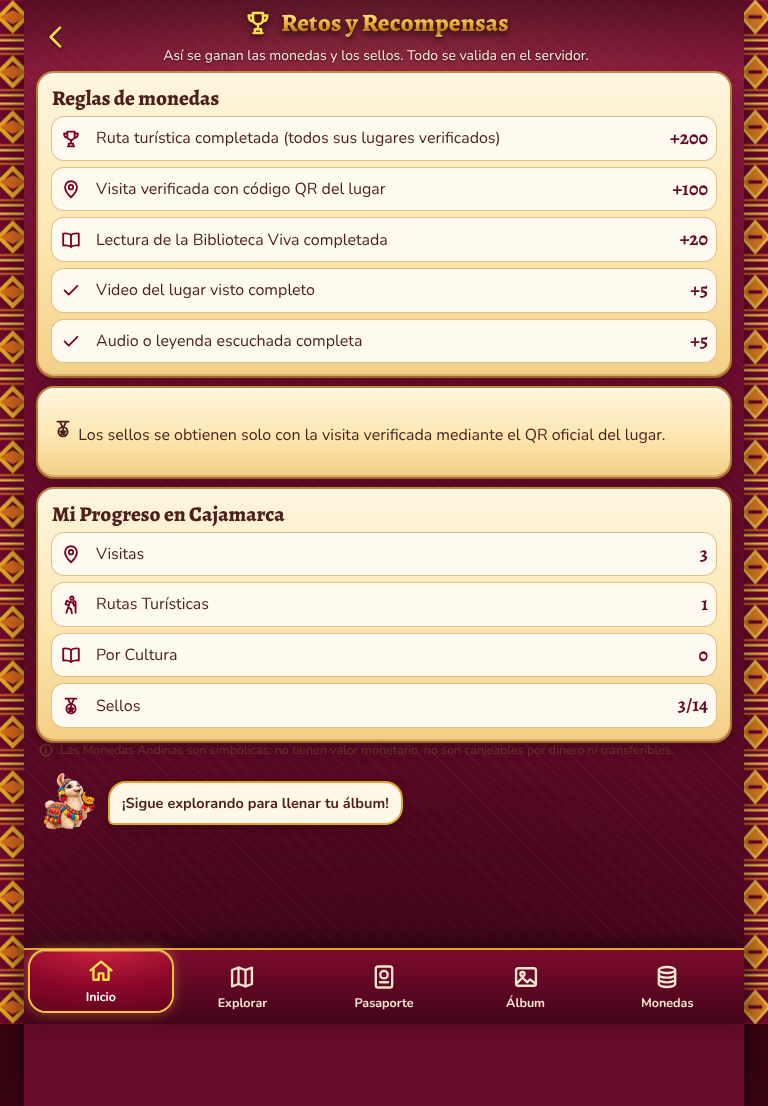 Retos y Recompensas
Así se ganan las monedas y los sellos. Todo se valida en el servidor.
Reglas de monedas
Ruta turística completada (todos sus lugares verificados) +200
Visita verificada con código QR del lugar +100
Lectura de la Biblioteca Viva completada +20
Video del lugar visto completo +5
Audio o leyenda escuchada completa +5
Los sellos se obtienen solo con la visita verificada mediante el QR oficial del lugar.
Mi Progreso en Cajamarca
Visitas 3
Rutas Turísticas 1
Por Cultura 0
Sellos 3/14
Las Monedas Andinas son simbólicas: no tienen valor monetario, no son canjeables por dinero ni transferibles.
¡Sigue explorando para llenar tu álbum!
Inicio Explorar Pasaporte Álbum Monedas